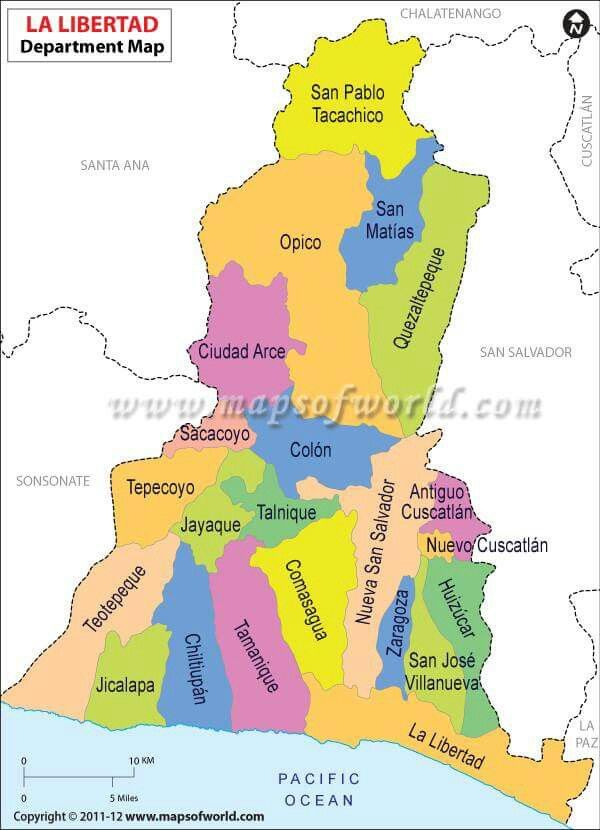 LA LIBERTAD
Department Map
CHALATENANGO
N
CUSCATLÁN
San Pablo
Tacachico
SANTA ANA
San
Matías
Opico
Quezaltepeque
Ciudad Arce
SAN SALVADOR
www.mapsofworld.com
Sacacoyo
Colón
SONSONATE
Tepecoyo
Antiguo
Cuscatlán
Jayaque
Talnique
Nueva San Salvador
Nuevo Cuscatlán
Teotepeque
Comasagua
Huizúcar
Zaragoza
Chiltiupán
Tamanique
San José
Villanueva
Jicalapa
La Libertad
LA
PAZ
0 10 KM
0 5 Miles
PACIFIC
OCEAN
Copyright © 2011-12 www.mapsofworld.com